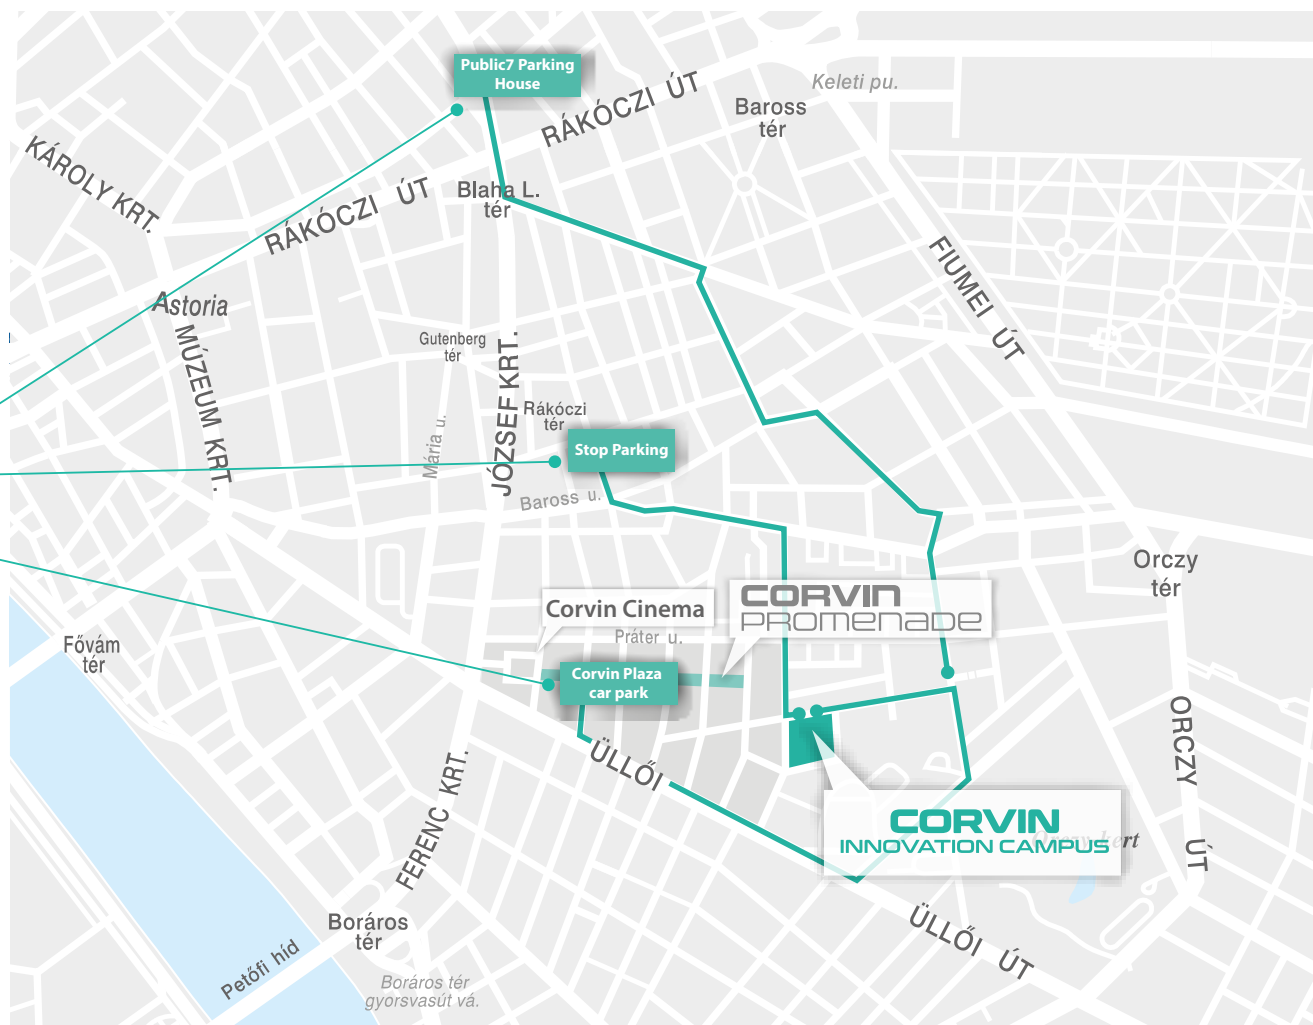 Public7 Parking
House
Keleti pu.
RÁKÓCZI ÚT
Baross
tér
KÁROLY KRT.
RÁKÓCZI ÚT
Blaha L.
tér
FIUMEI ÚT
Astoria
MÚZEUM KRT.
Gutenberg
tér
JÓZSEF KRT.
Rákóczi
tér
Mária u.
Stop Parking
Baross u.
Orczy
tér
CORVIN
PROMENADE
Corvin Cinema
Práter u.
Fővám
tér
Corvin Plaza
car park
ÜLLŐI
ORCZY ÚT
FERENC KRT.
CORVIN
INNOVATION CAMPUS
Orczy kert
Boráros
tér
ÜLLŐI ÚT
Petőfi híd
Boráros tér
gyorsvasút vá.